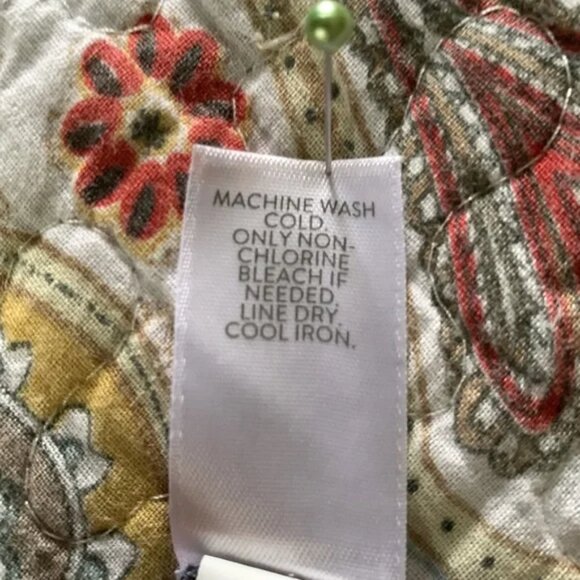 MACHINE WASH
COLD.
ONLY NON-
CHLORINE
BLEACH IF
NEEDED.
LINE DRY.
COOL IRON.